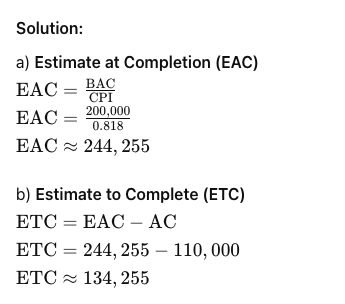 Solution:
a) Estimate at Completion (EAC)
EAC = BAC/CPI
EAC = 200,000/0.818
EAC ≈ 244, 255
b) Estimate to Complete (ETC)
ETC = EAC − AC
ETC = 244, 255 − 110, 000
ETC ≈ 134, 255